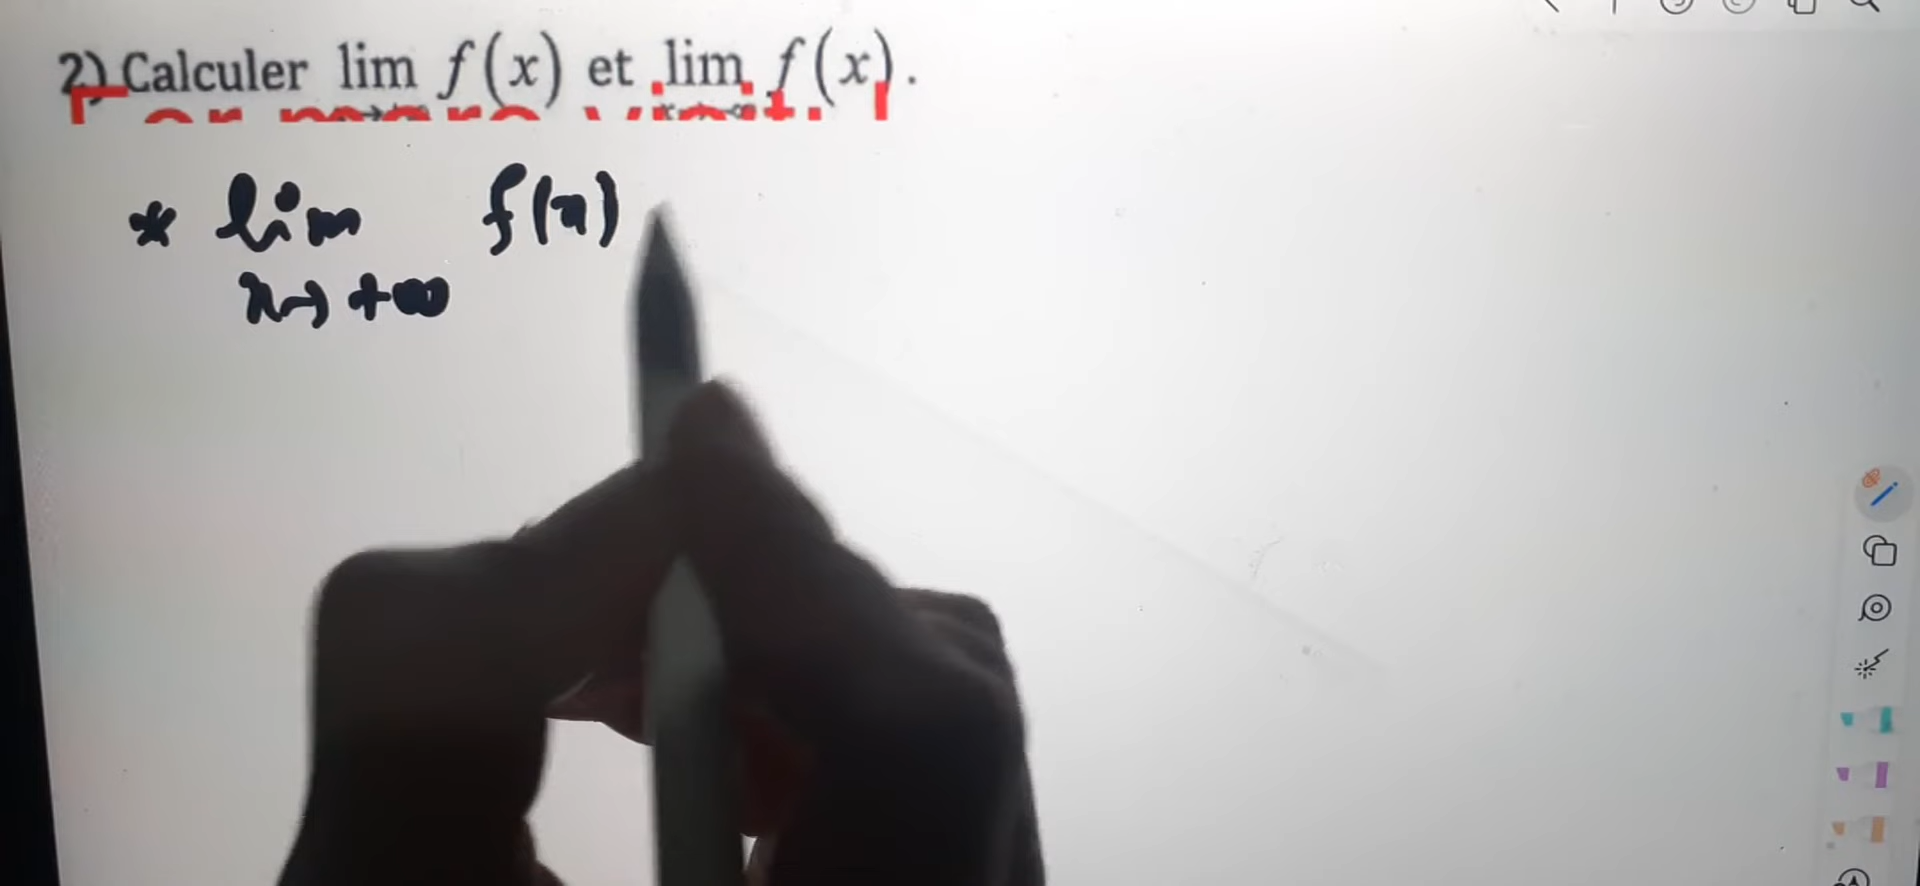 2) Calculer lim f(x) et lim f(x).
* lim f(x)
x→+∞